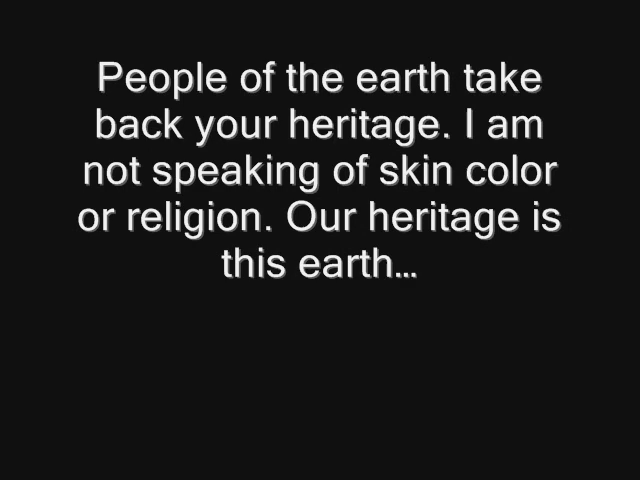 People of the earth take
back your heritage. I am
not speaking of skin color
or religion. Our heritage is
this earth…